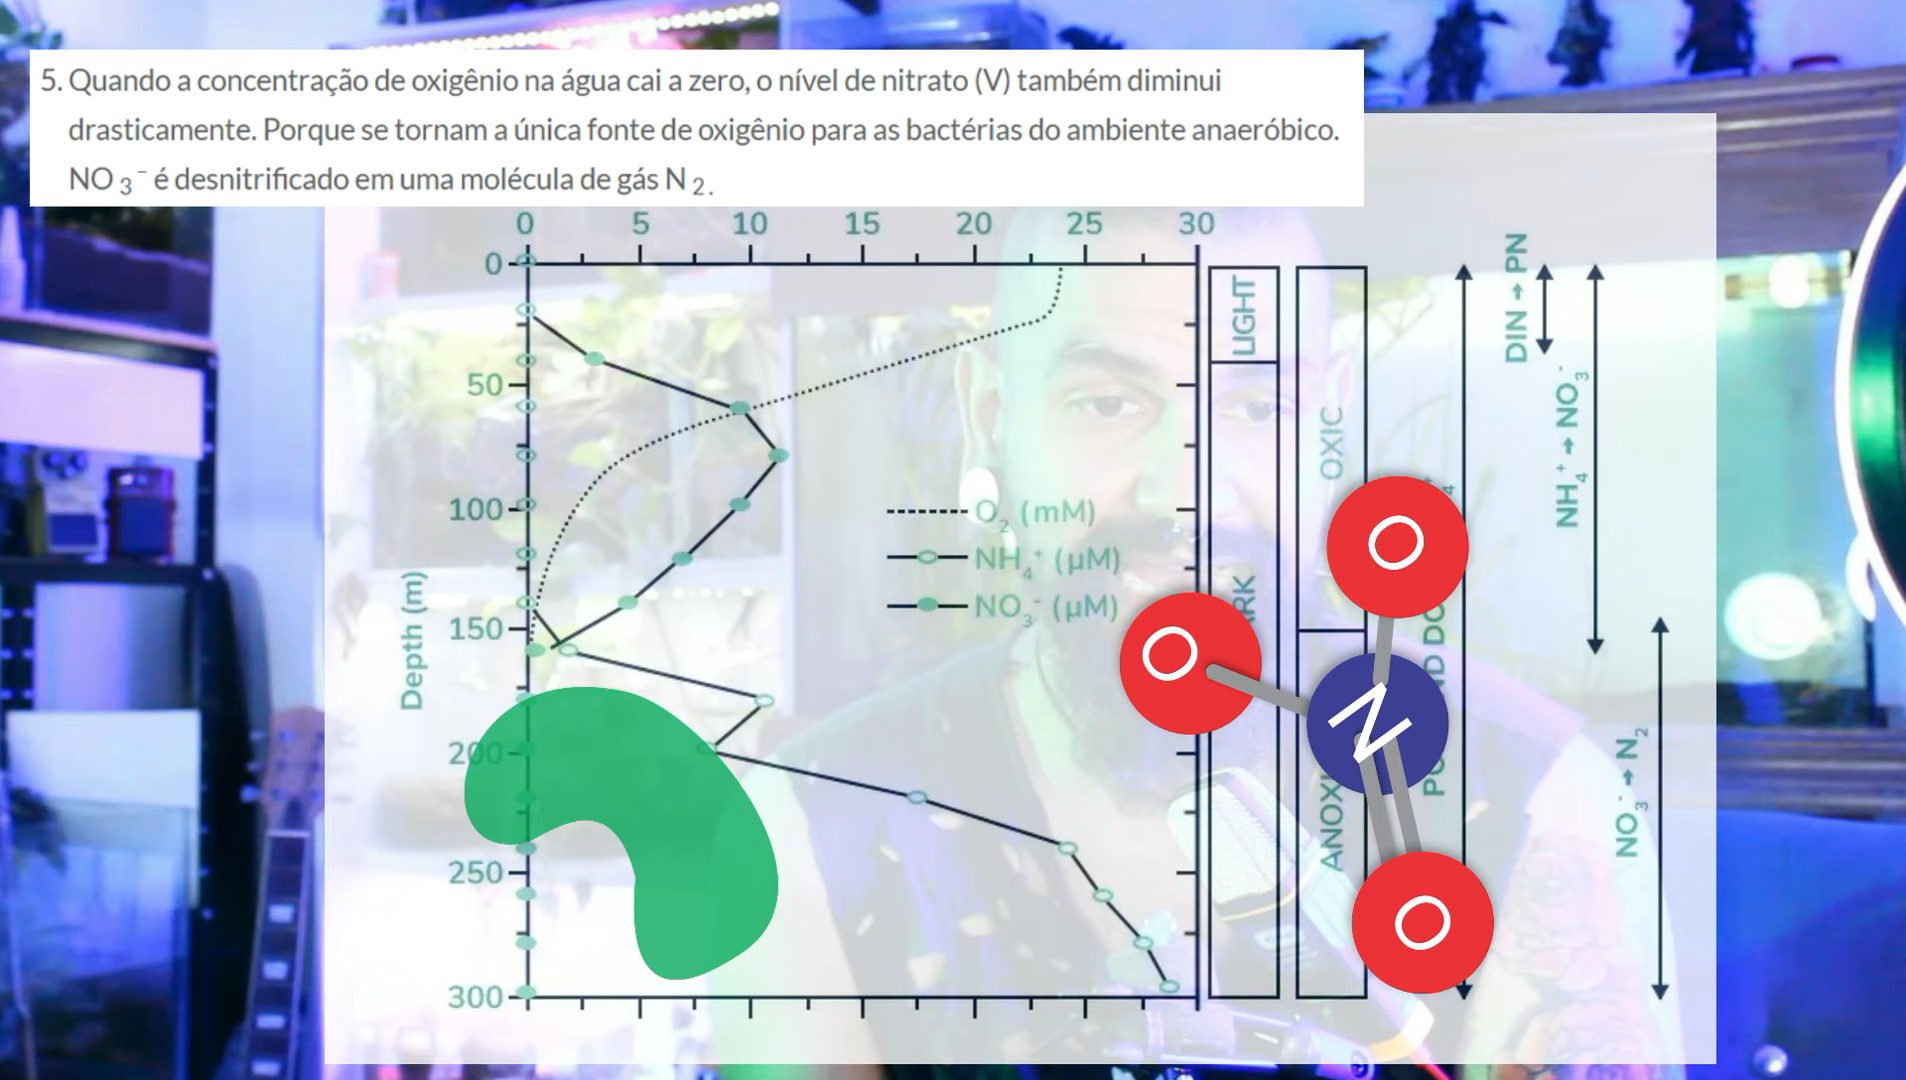 5. Quando a concentração de oxigênio na água cai a zero, o nível de nitrato (V) também diminui
drasticamente. Porque se tornam a única fonte de oxigênio para as bactérias do ambiente anaeróbico.
NO 3 ⁻ é desnitrificado em uma molécula de gás N 2 .
0 5 10 15 20 25 30
0
50
100
150
200
250
300
Depth (m)
O₂ (mM)
NH₄⁺ (µM)
NO₃⁻ (µM)
LIGHT
OXIC
DIN → PN
NH₄⁺ → NO₃⁻
NO₃⁻ → N₂
O
O
N
O